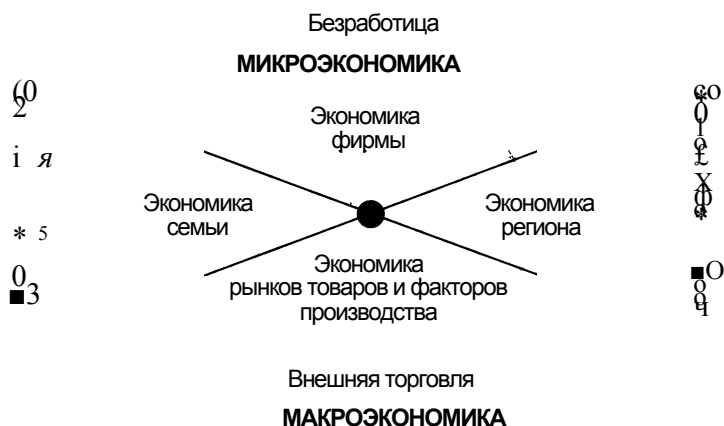 Безработица
МИКРОЭКОНОМИКА
Экономика
фирмы
Экономика
семьи
Экономика
региона
Экономика
рынков товаров и факторов
производства
Внешняя торговля
МАКРОЭКОНОМИКА